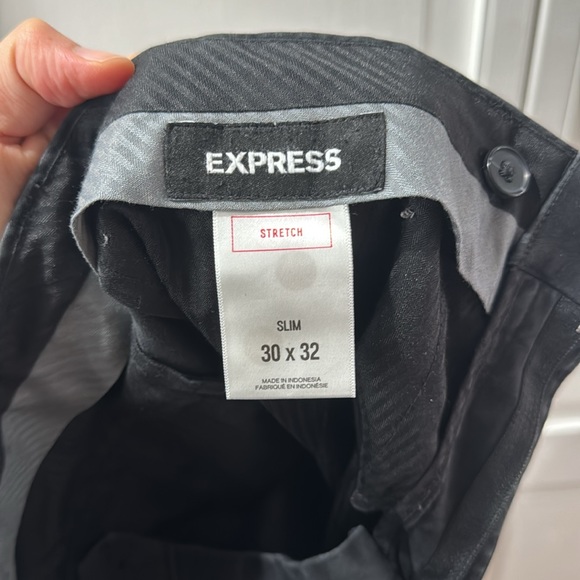 EXPRESS
STRETCH
SLIM
30 x 32
MADE IN INDONESIA
FABRIQUÉ EN INDONÉSIE